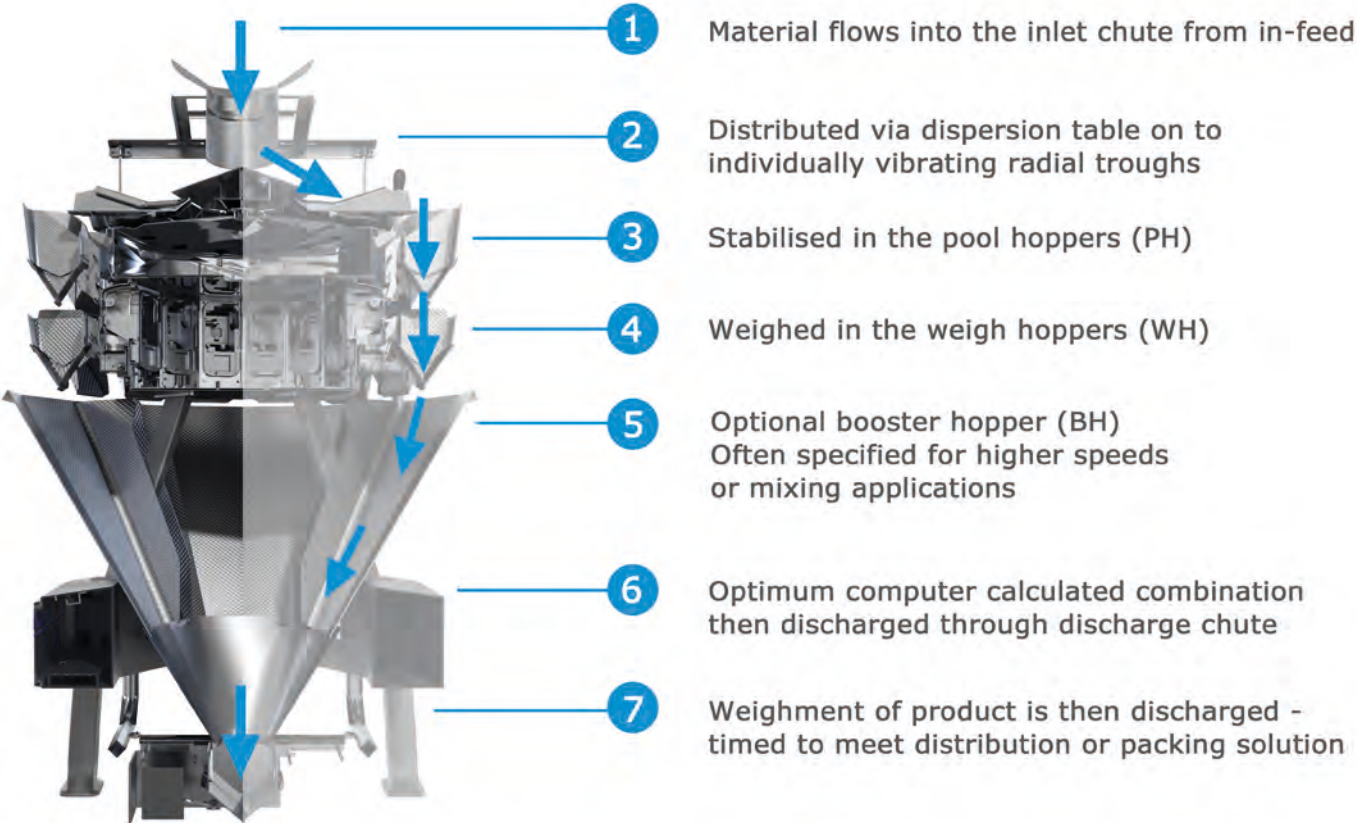 1
Material flows into the inlet chute from in-feed
2
Distributed via dispersion table on to
individually vibrating radial troughs
3
Stabilised in the pool hoppers (PH)
4
Weighed in the weigh hoppers (WH)
5
Optional booster hopper (BH)
Often specified for higher speeds
or mixing applications
6
Optimum computer calculated combination
then discharged through discharge chute
7
Weighment of product is then discharged -
timed to meet distribution or packing solution